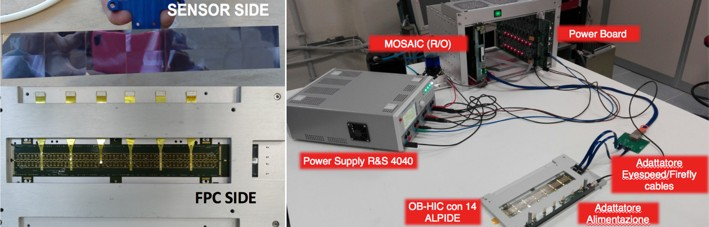 SENSOR SIDE
FPC SIDE
MOSAIC (R/O)
Power Board
Power Supply R&S 4040
Adattatore
Eyespeed/Firefly
cables
OB-HIC con 14
ALPIDE
Adattatore
Alimentazione